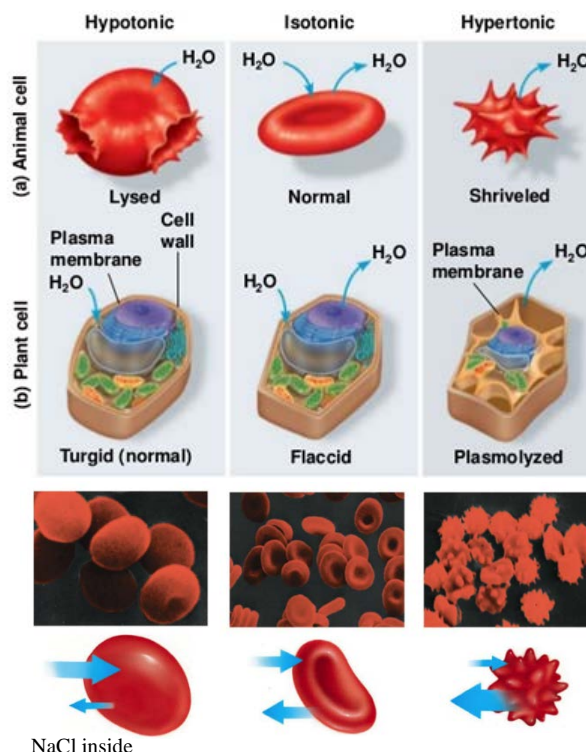 Hypotonic
Isotonic
Hypertonic
(a) Animal cell
H₂O
H₂O
H₂O
H₂O
Lysed
Normal
Shriveled
(b) Plant cell
Plasma
membrane
Cell
wall
H₂O
H₂O
H₂O
Plasma
membrane
H₂O
Turgid (normal)
Flaccid
Plasmolyzed
NaCl inside